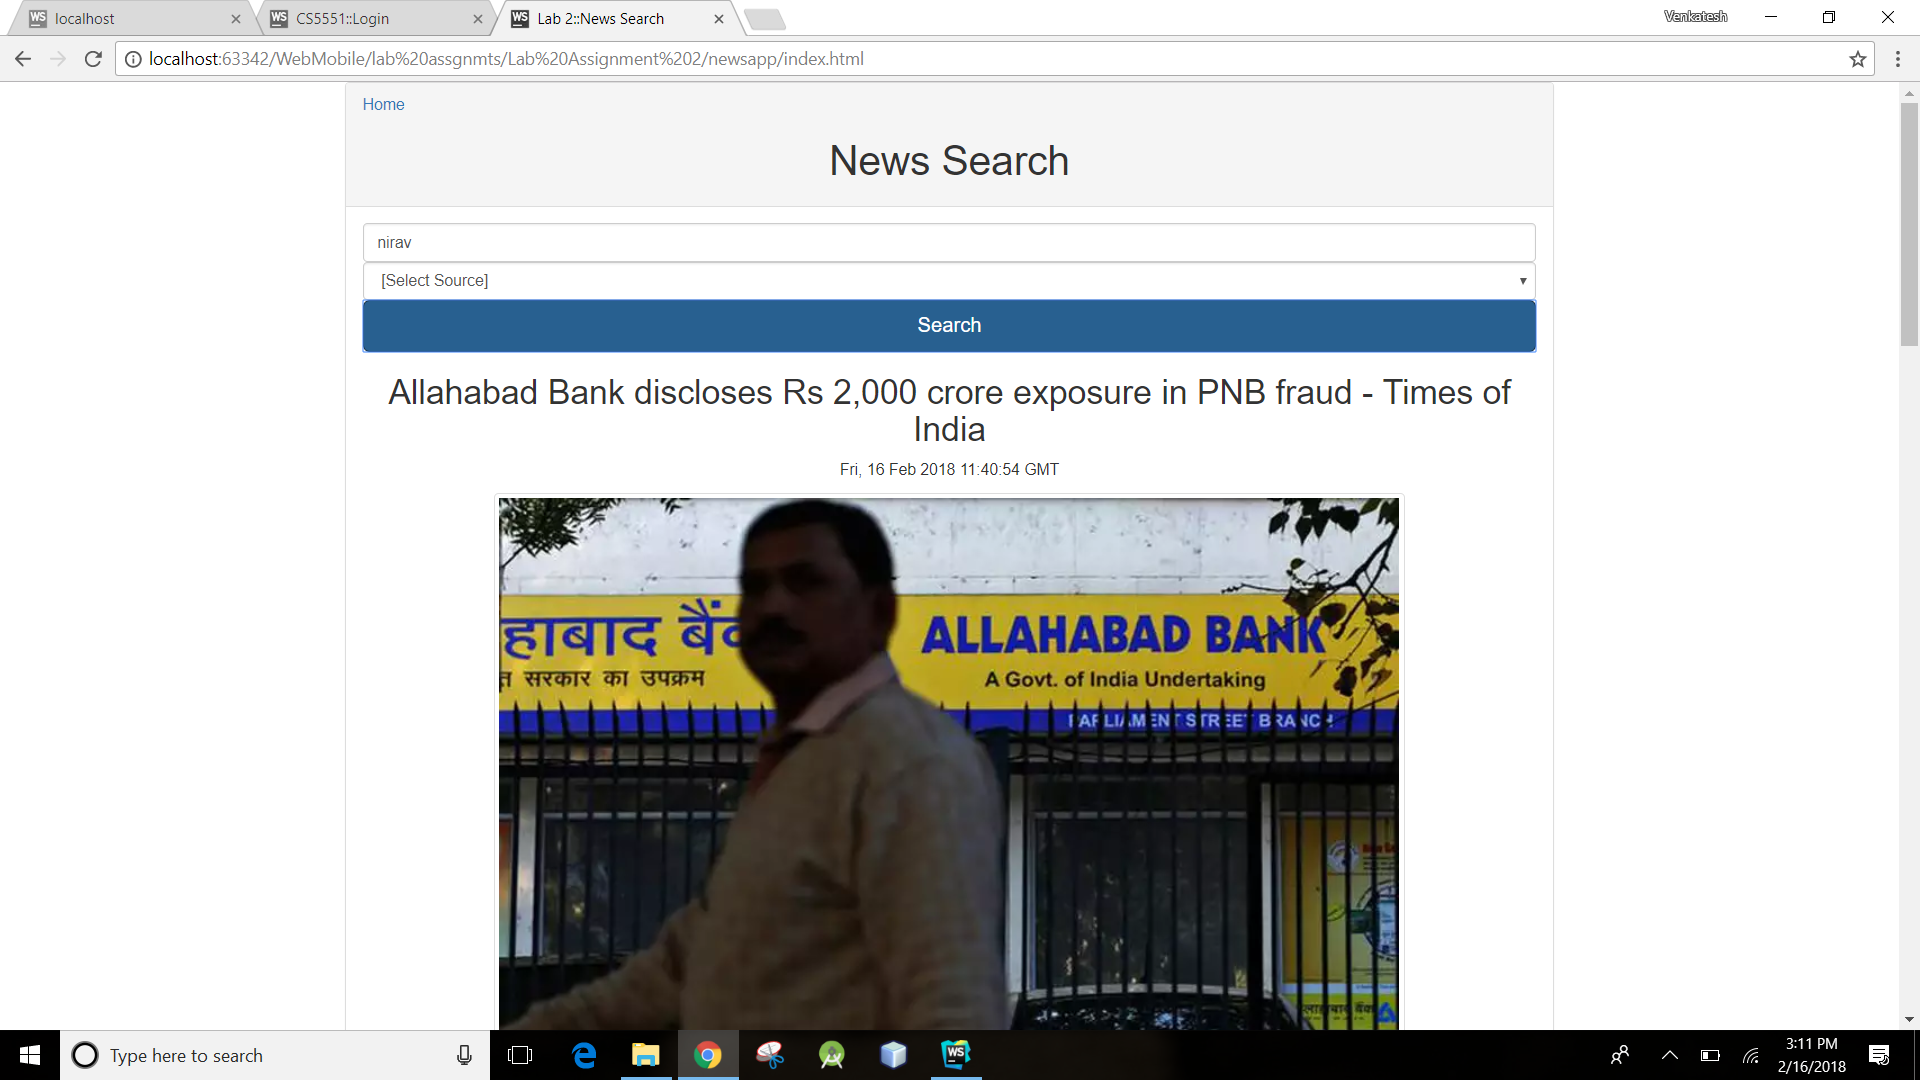 localhost
CS5551::Login
Lab 2::News Search
Venkatesh
localhost:63342/WebMobile/lab%20assgnmts/Lab%20Assignment%202/newsapp/index.html
Home
News Search
nirav
[Select Source]
Search
Allahabad Bank discloses Rs 2,000 crore exposure in PNB fraud - Times of
India
Fri, 16 Feb 2018 11:40:54 GMT
हाबाद बैंक
ALLAHABAD BANK
त सरकार का उपक्रम
A Govt. of India Undertaking
PARLIAMENT STREET BRANCH
Type here to search
3:11 PM
2/16/2018